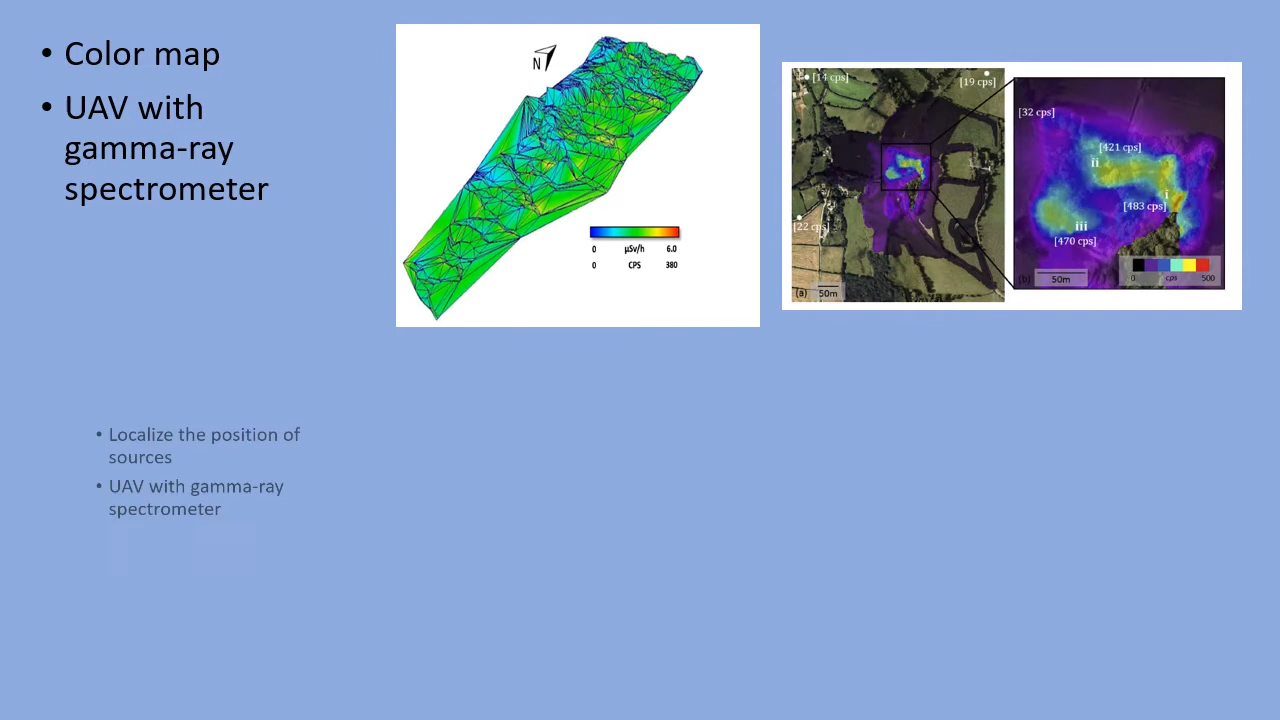 • Color map
• UAV with
gamma-ray
spectrometer
N
0 μSv/h 6.0
0 CPS 380
[14 cps]
[19 cps]
[22 cps]
(a) 50m
[32 cps]
[421 cps]
ii
i
[483 cps]
iii
[470 cps]
(b) 50m
0 cps 500
• Localize the position of
sources
• UAV with gamma-ray
spectrometer